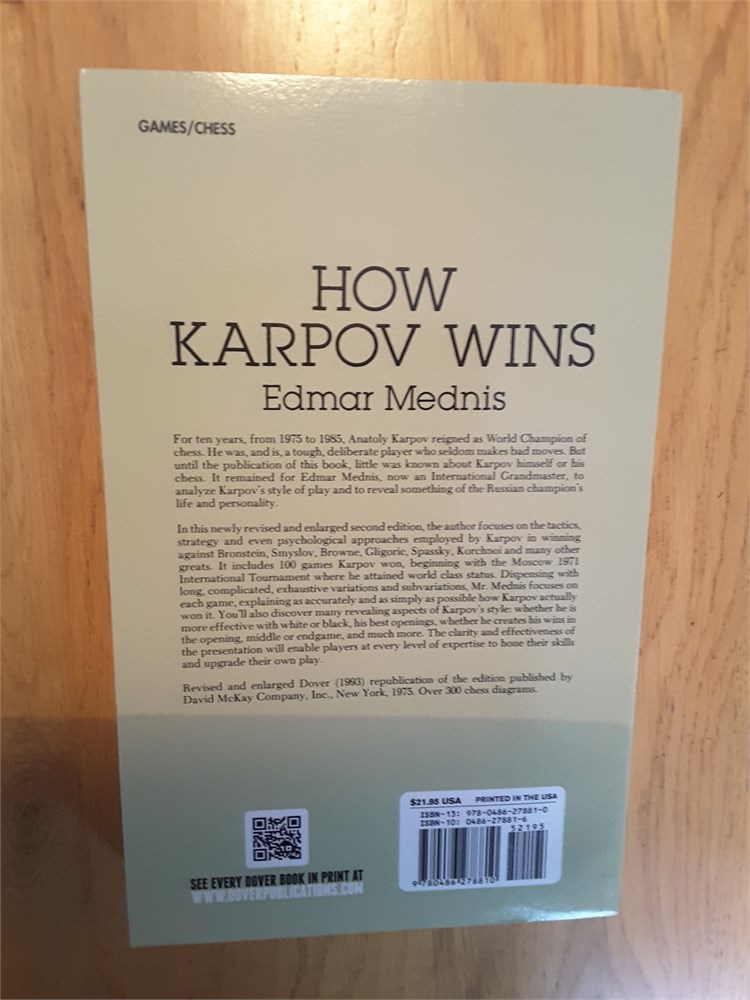 GAMES/CHESS
HOW
KARPOV WINS
Edmar Mednis
For ten years, from 1975 to 1985, Anatoly Karpov reigned as World Champion of
chess. He was, and is, a tough, deliberate player who seldom makes bad moves. But
until the publication of this book, little was known about Karpov himself or his
chess. It remained for Edmar Mednis, now an International Grandmaster, to
analyze Karpov's style of play and to reveal something of the Russian champion's
life and personality.
In this newly revised and enlarged second edition, the author focuses on the tactics,
strategy and even psychological approaches employed by Karpov in winning
against Bronstein, Smyslov, Browne, Gligoric, Spassky, Korchnoi and many other
greats. It includes 100 games Karpov won, beginning with the Moscow 1971
International Tournament where he attained world class status. Dispensing with
long, complicated, exhaustive variations and subvariations, Mr. Mednis focuses on
each game, explaining as accurately and as simply as possible how Karpov actually
won it. You'll also discover many revealing aspects of Karpov's style: whether he is
more effective with white or black, his best openings, whether he creates his wins in
the opening, middle or endgame, and much more. The clarity and effectiveness of
the presentation will enable players at every level of expertise to hone their skills
and upgrade their own play.
Revised and enlarged Dover (1993) republication of the edition published by
David McKay Company, Inc., New York, 1975. Over 300 chess diagrams.
$21.95 USA PRINTED IN THE USA
ISBN-13: 978-0486-27881-0
ISBN-10: 0486-27881-6
52195
9 780486 278810
SEE EVERY DOVER BOOK IN PRINT AT
WWW.DOVERPUBLICATIONS.COM